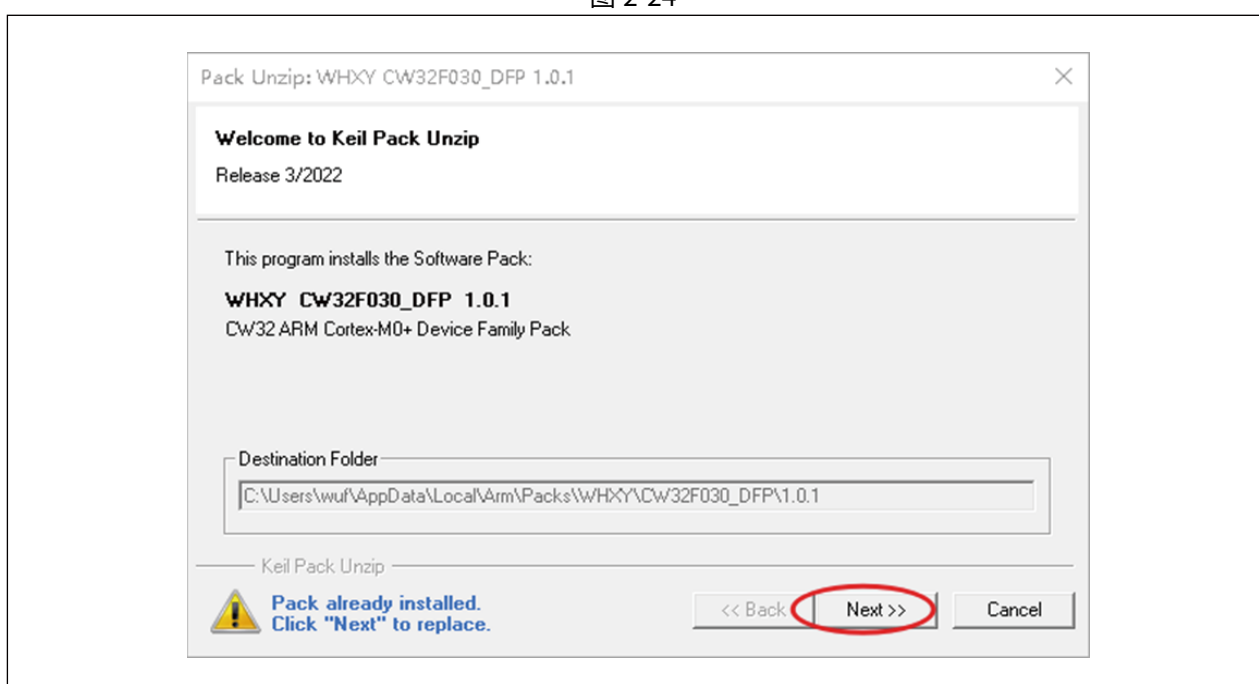 图 2-24
Pack Unzip: WHXY CW32F030_DFP 1.0.1
Welcome to Keil Pack Unzip
Release 3/2022
This program installs the Software Pack:
WHXY CW32F030_DFP 1.0.1
CW32 ARM Cortex-M0+ Device Family Pack
Destination Folder
C:\Users\wuf\AppData\Local\Arm\Packs\WHXY\CW32F030_DFP\1.0.1
Keil Pack Unzip
Pack already installed.
Click "Next" to replace.
<< Back Next >> Cancel